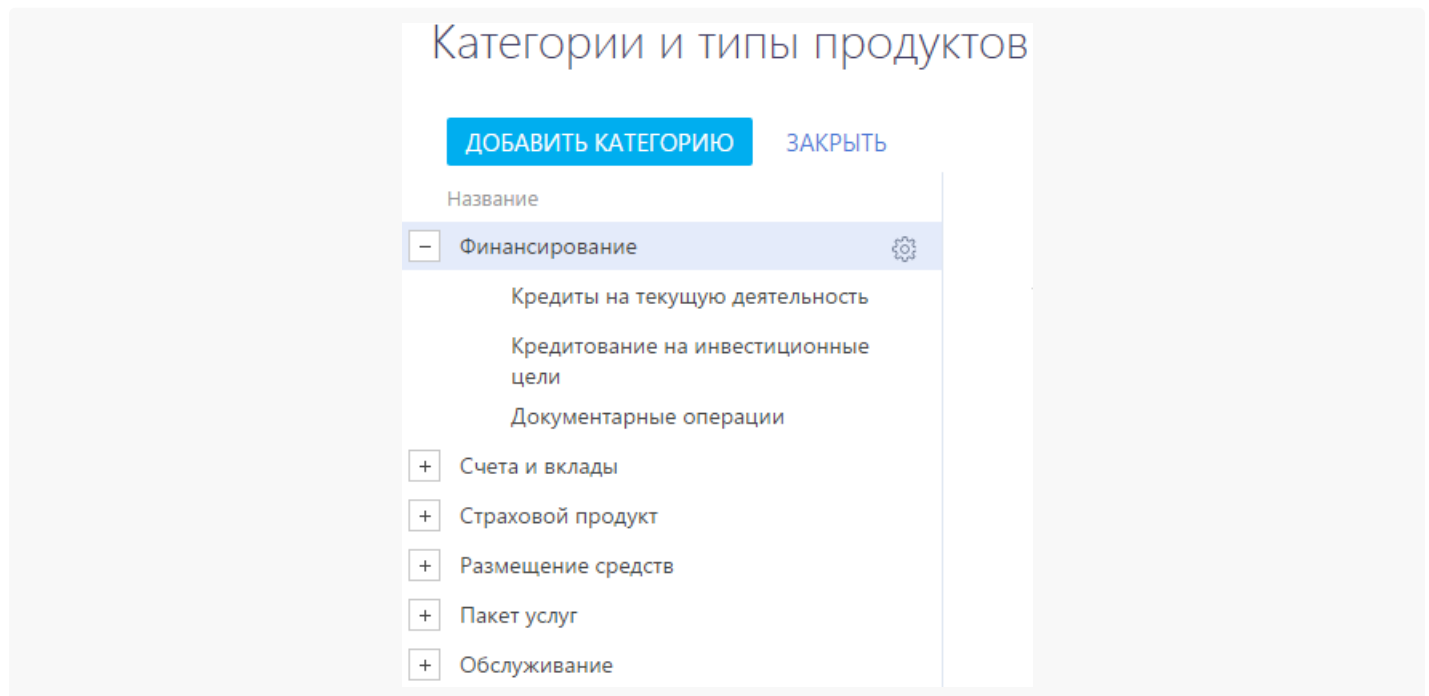 Категории и типы продуктов
ДОБАВИТЬ КАТЕГОРИЮ ЗАКРЫТЬ
Название
− Финансирование
Кредиты на текущую деятельность
Кредитование на инвестиционные
цели
Документарные операции
+ Счета и вклады
+ Страховой продукт
+ Размещение средств
+ Пакет услуг
+ Обслуживание